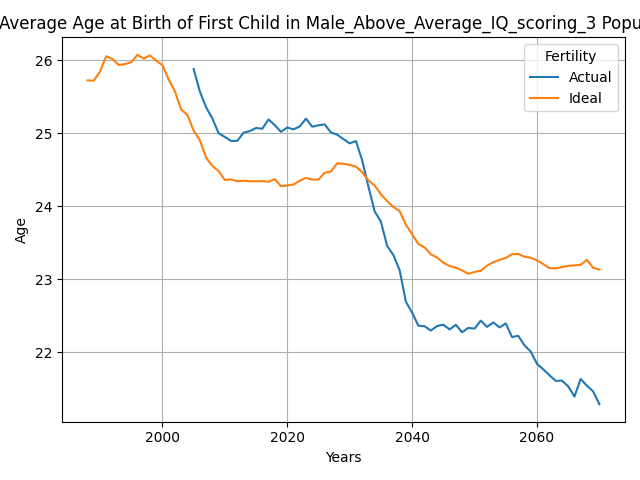 Average Age at Birth of First Child in Male_Above_Average_IQ_scoring_3 Popu
Fertility
Actual
Ideal
26
25
24
23
22
Age
2000
2020
2040
2060
Years